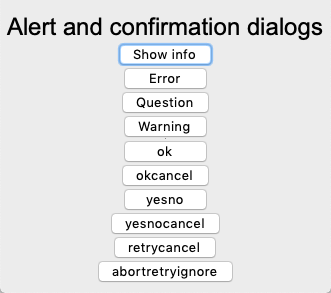 Alert and confirmation dialogs
Show info
Error
Question
Warning
ok
okcancel
yesno
yesnocancel
retrycancel
abortretryignore